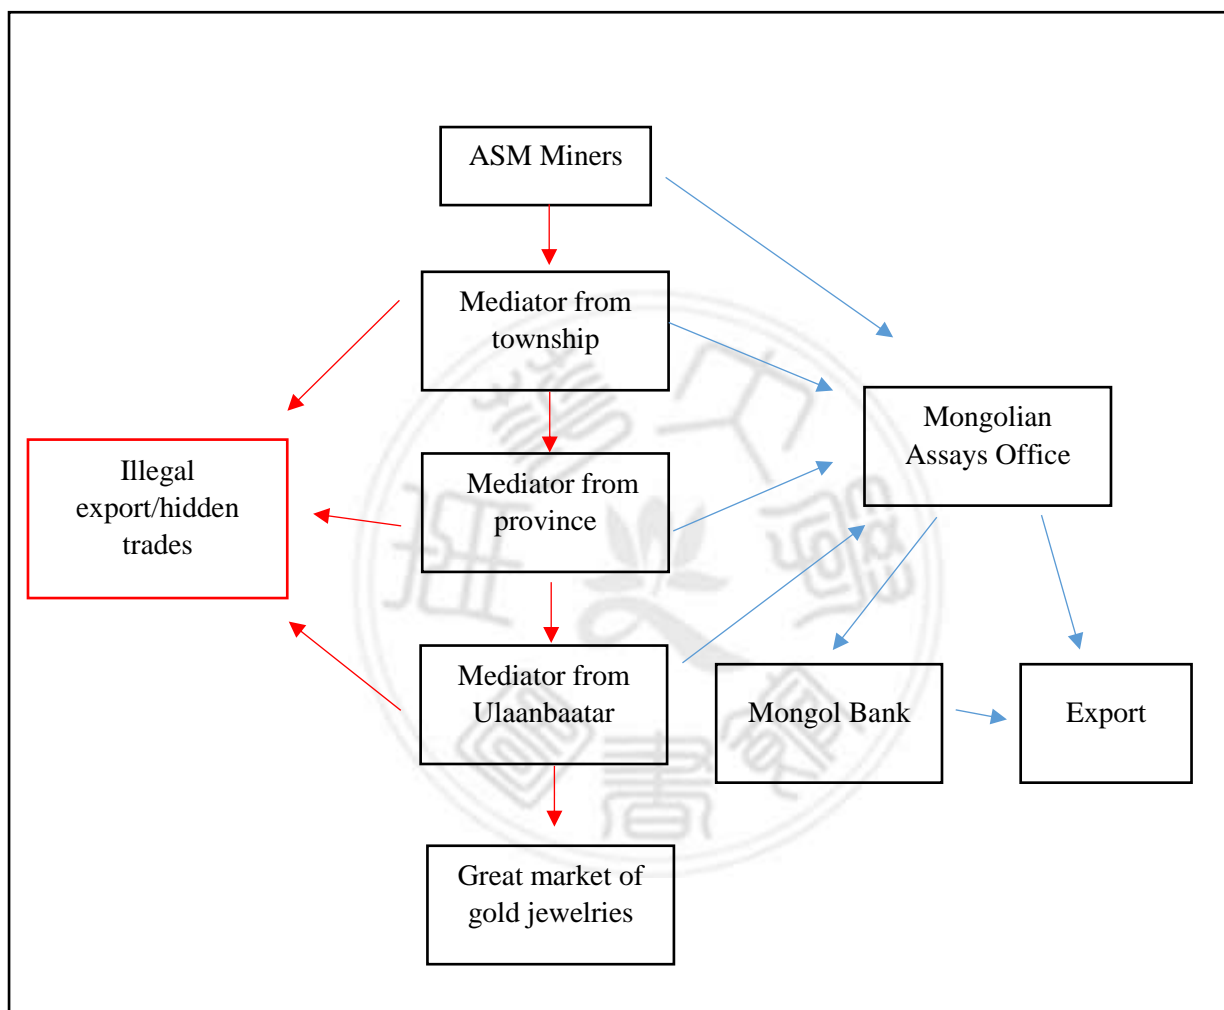 ASM Miners
Mediator from
township
Mongolian
Assays Office
Illegal
export/hidden
trades
Mediator from
province
Mediator from
Ulaanbaatar
Mongol Bank
Export
Great market of
gold jewelries